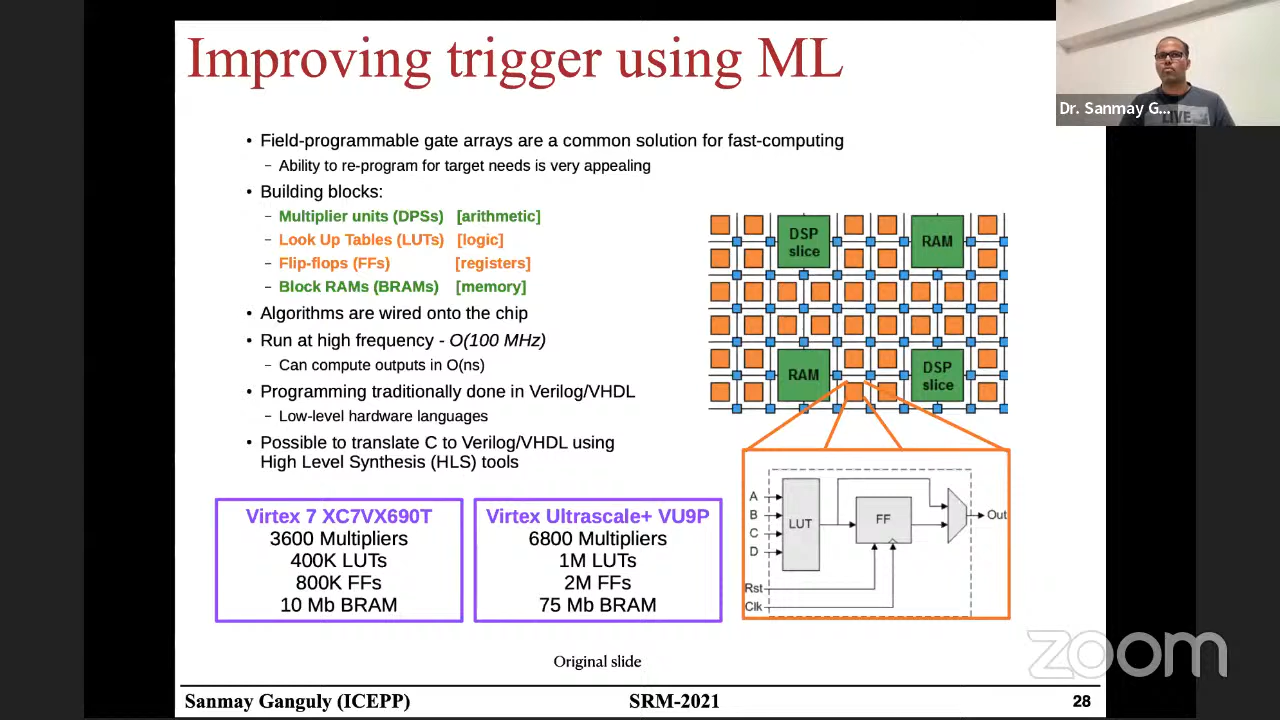 Improving trigger using ML
Dr. Sanmay G...
LIVE
• Field-programmable gate arrays are a common solution for fast-computing
– Ability to re-program for target needs is very appealing
• Building blocks:
– Multiplier units (DPSs) [arithmetic]
– Look Up Tables (LUTs) [logic]
– Flip-flops (FFs) [registers]
– Block RAMs (BRAMs) [memory]
• Algorithms are wired onto the chip
• Run at high frequency - O(100 MHz)
– Can compute outputs in O(ns)
• Programming traditionally done in Verilog/VHDL
– Low-level hardware languages
• Possible to translate C to Verilog/VHDL using
High Level Synthesis (HLS) tools
DSP
slice
RAM
RAM
DSP
slice
A
B
C
D
LUT
FF
Out
Rst
Clk
Virtex 7 XC7VX690T
3600 Multipliers
400K LUTs
800K FFs
10 Mb BRAM
Virtex Ultrascale+ VU9P
6800 Multipliers
1M LUTs
2M FFs
75 Mb BRAM
Original slide
zoom
Sanmay Ganguly (ICEPP) SRM-2021 28